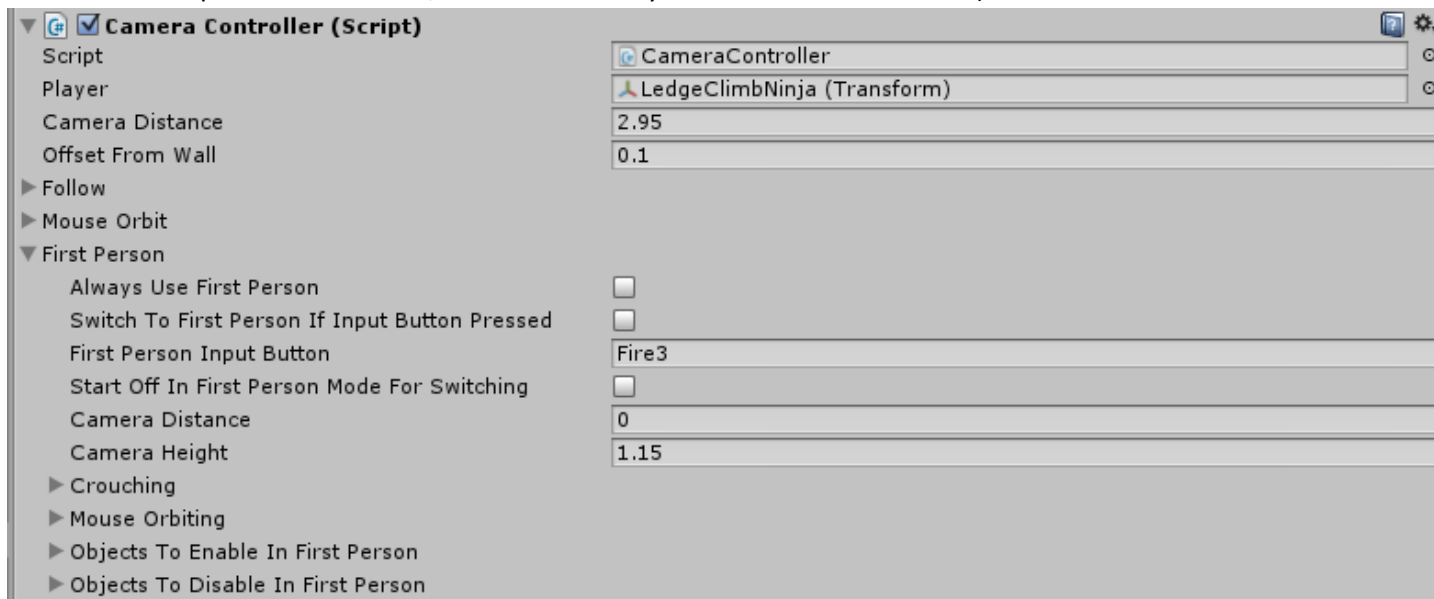 Camera Controller (Script)
Script CameraController
Player LedgeClimbNinja (Transform)
Camera Distance 2.95
Offset From Wall 0.1
Follow
Mouse Orbit
First Person
Always Use First Person
Switch To First Person If Input Button Pressed
First Person Input Button Fire3
Start Off In First Person Mode For Switching
Camera Distance 0
Camera Height 1.15
Crouching
Mouse Orbiting
Objects To Enable In First Person
Objects To Disable In First Person